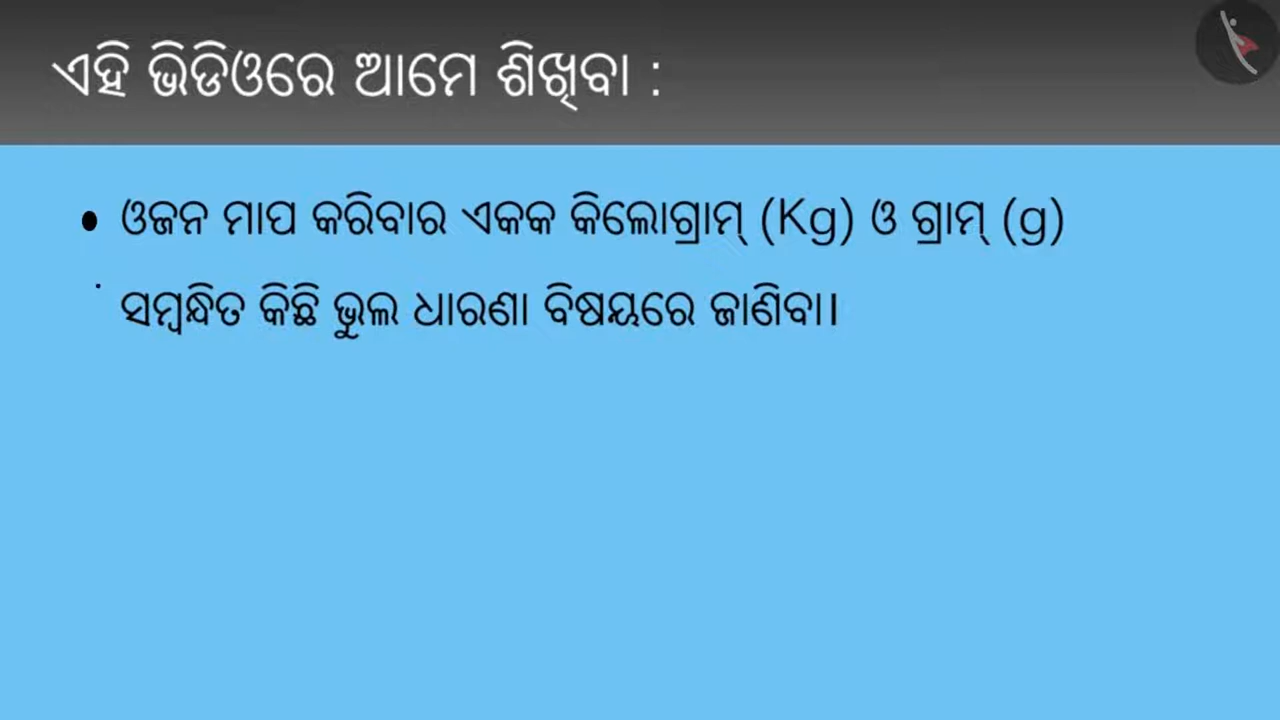 ଏହି ଭିଡିଓରେ ଆମେ ଶିଖିବା :
• ଓଜନ ମାପ କରିବାର ଏକକ କିଲୋଗ୍ରାମ୍ (Kg) ଓ ଗ୍ରାମ୍ (g)
ସମ୍ବନ୍ଧିତ କିଛି ଭୁଲ ଧାରଣା ବିଷୟରେ ଜାଣିବା।